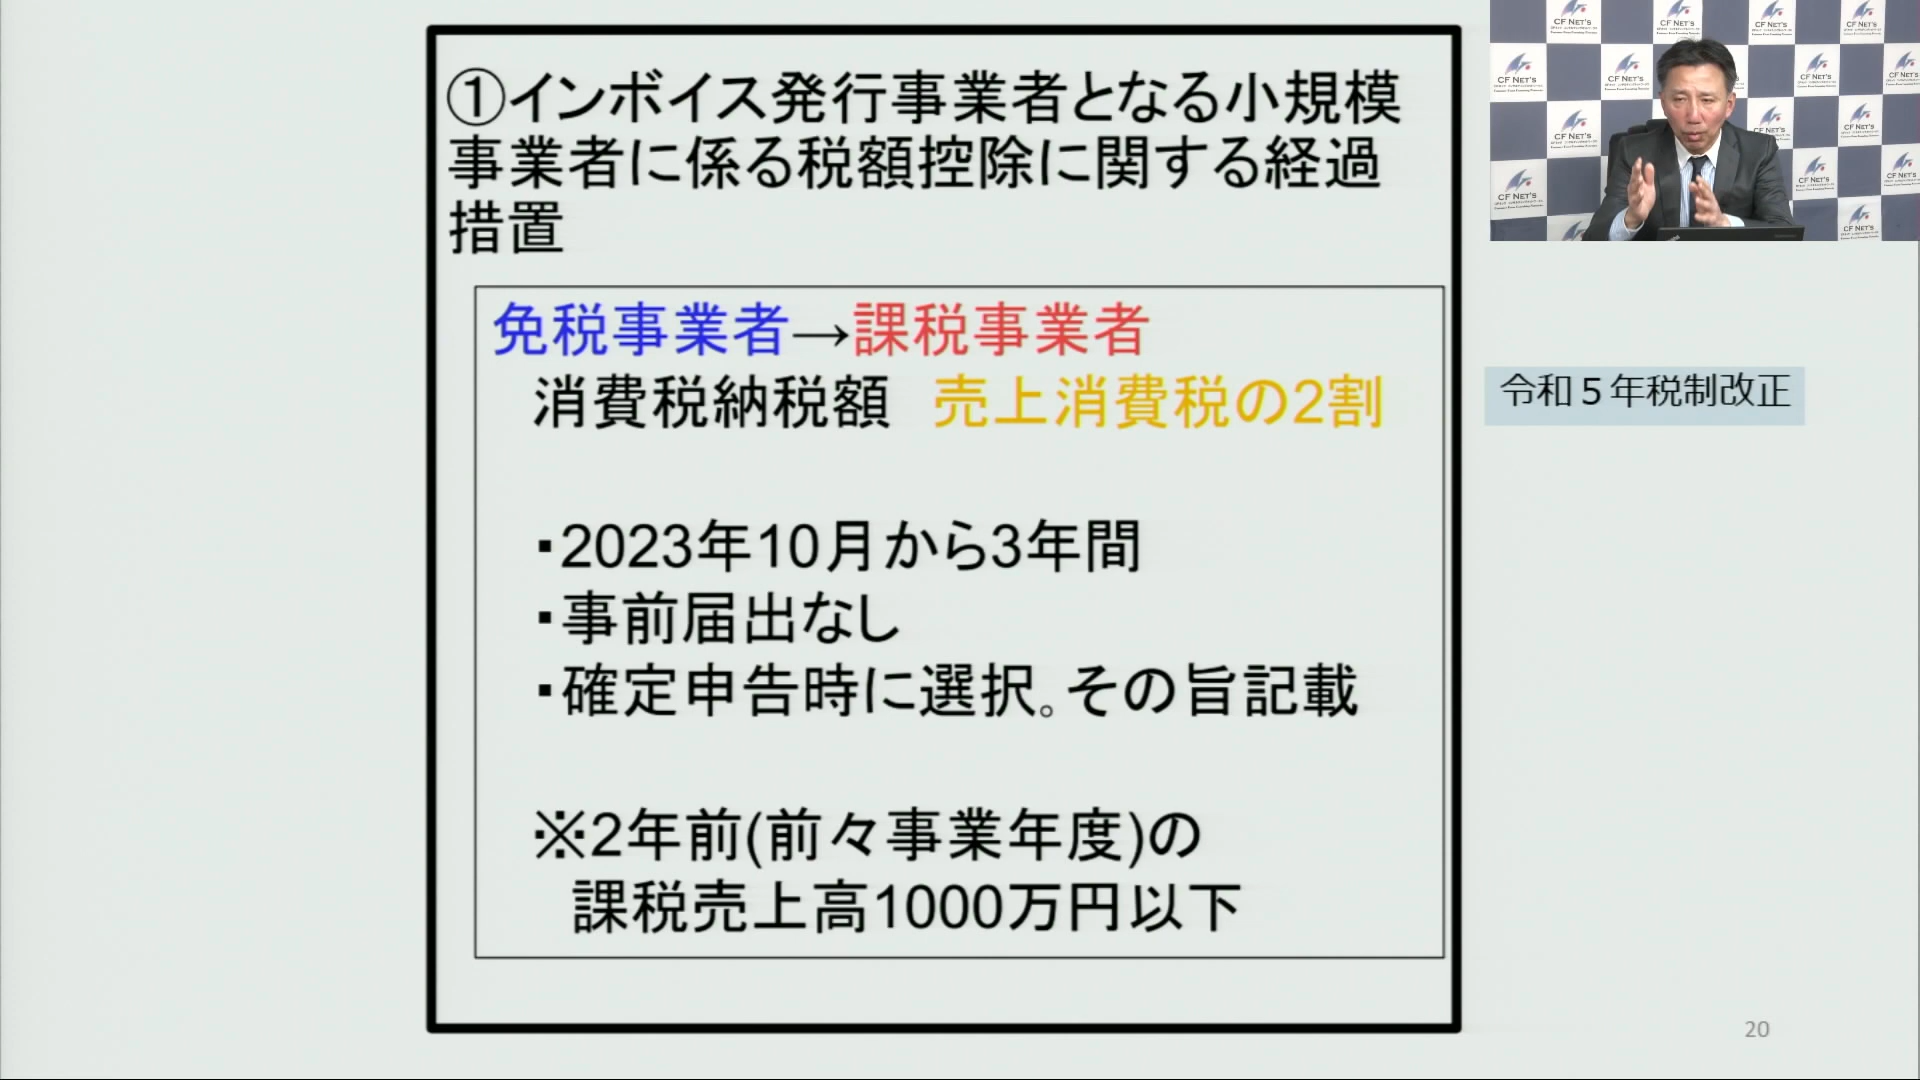 ①インボイス発行事業者となる小規模
事業者に係る税額控除に関する経過
措置
免税事業者→課税事業者
消費税納税額　売上消費税の2割
・2023年10月から3年間
・事前届出なし
・確定申告時に選択。その旨記載
※2年前(前々事業年度)の
課税売上高1000万円以下
令和５年税制改正
CF NET'S
20